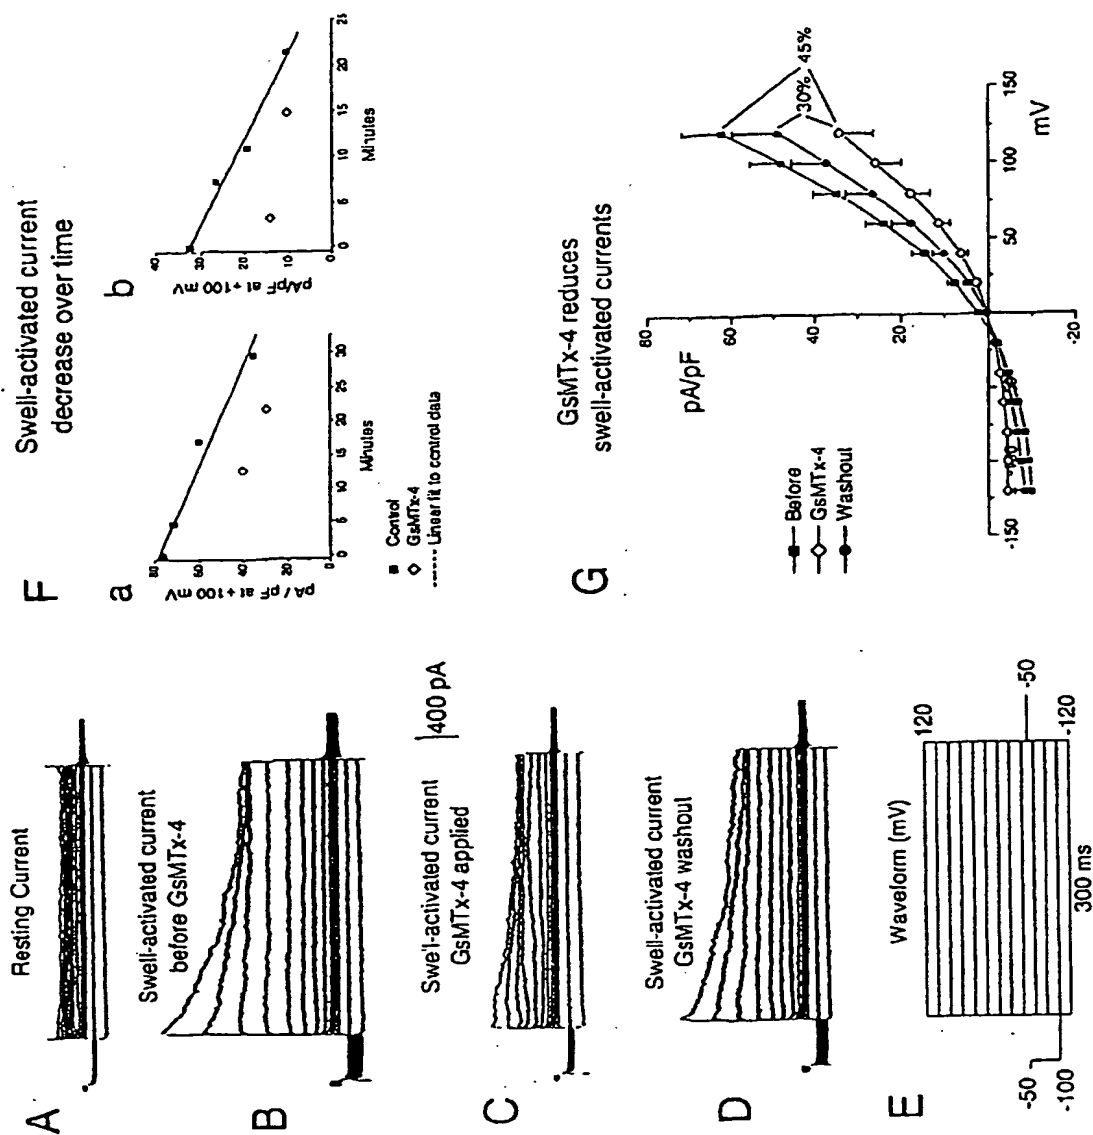 A
Resting Current
B
Swell-activated current
before GsMTx-4
C
Swe'l-activated current
GsMTx-4 applied
400 pA
D
Swell-activated current
GsMTx-4 washout
E
Waveform (mV)
120
-50
-50
-100
-120
300 ms
F
Swell-activated current
decrease over time
a
pA / pF at +100 mV
80
60
40
20
0
0
5
10
15
20
25
30
Minutes
■ Control
◇ GsMTx-4
------ Linear fit to control data
b
pA/pF at +100 mV
40
30
20
10
0
0
5
10
15
20
25
Minutes
G
GsMTx-4 reduces
swell-activated currents
pA/pF
80
60
40
20
-20
-150
50
100
150
mV
30%
45%
Before
GsMTx-4
Washout